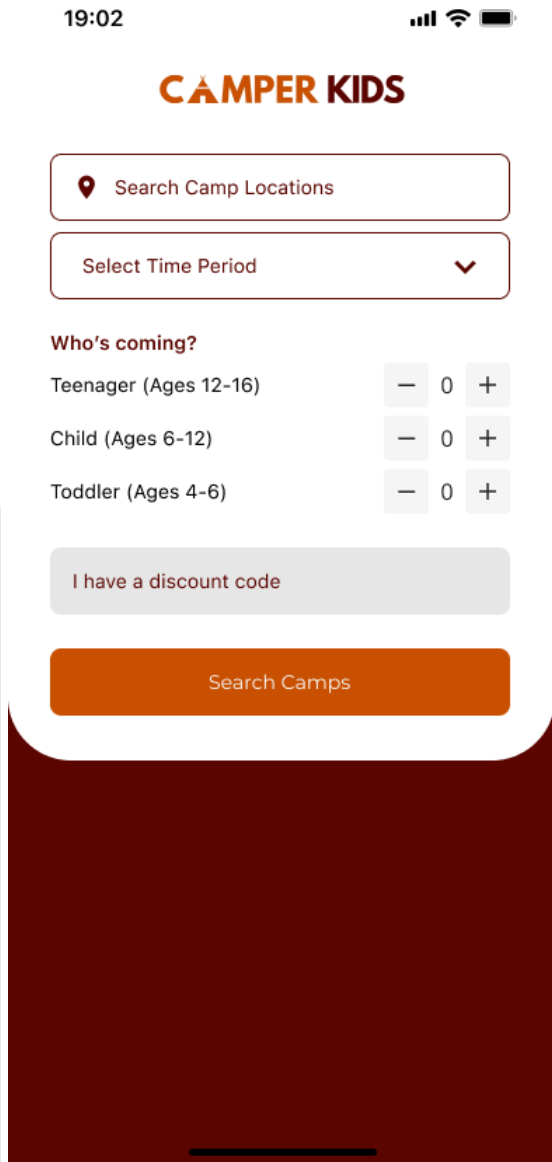 19:02
CAMPER KIDS
Search Camp Locations
Select Time Period
Who's coming?
Teenager (Ages 12-16) — 0 +
Child (Ages 6-12) — 0 +
Toddler (Ages 4-6) — 0 +
I have a discount code
Search Camps